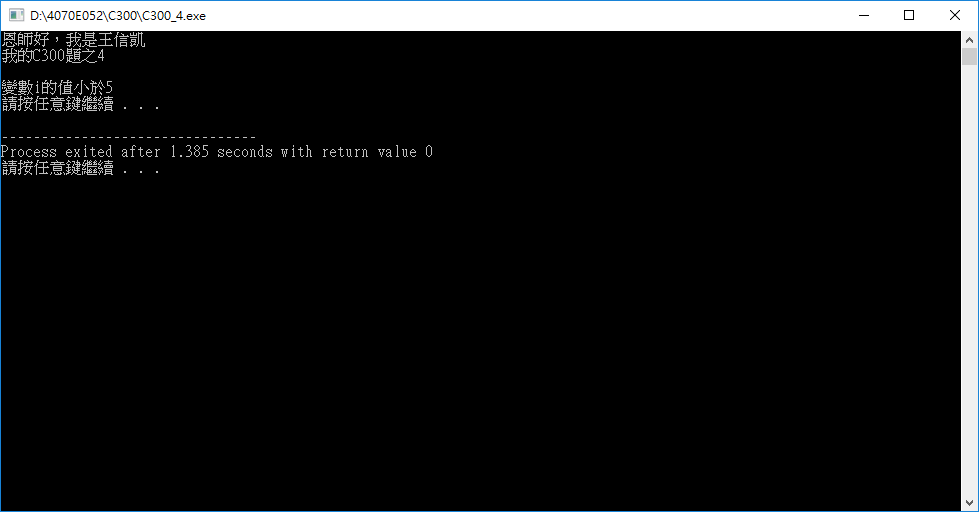 D:\4070E052\C300\C300_4.exe
恩師好，我是王信凱
我的C300題之4
變數i的值小於5
請按任意鍵繼續 . . .
--------------------------------
Process exited after 1.385 seconds with return value 0
請按任意鍵繼續 . . .